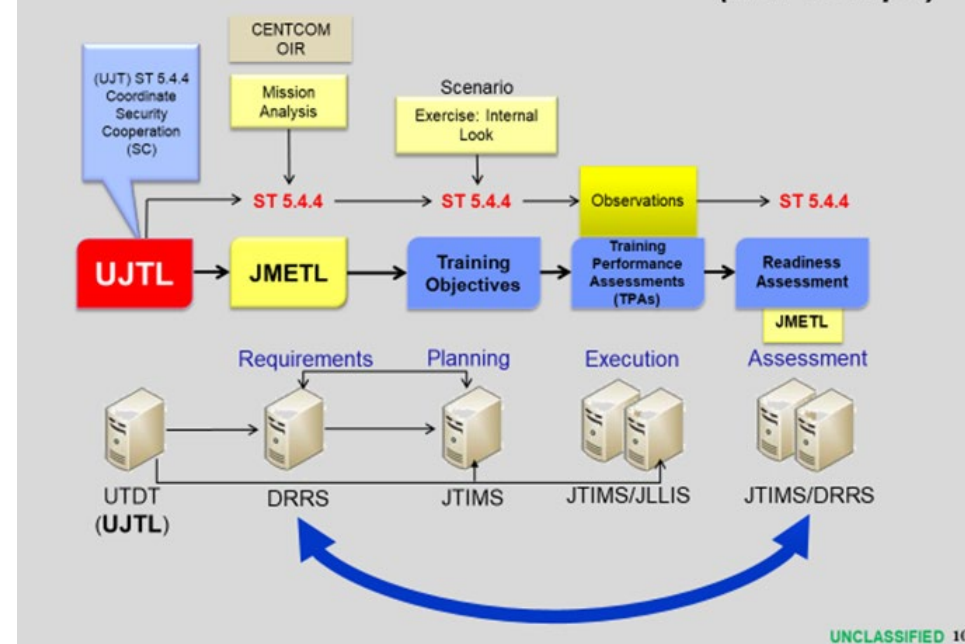 CENTCOM
OIR
(UJT) ST 5.4.4
Coordinate
Security
Cooperation
(SC)
Mission
Analysis
Scenario
Exercise: Internal
Look
ST 5.4.4
ST 5.4.4
Observations
ST 5.4.4
UJTL
JMETL
Training
Objectives
Training
Performance
Assessments
(TPAs)
Readiness
Assessment
JMETL
Requirements
Planning
Execution
Assessment
UTDT
(UJTL)
DRRS
JTIMS
JTIMS/JLLIS
JTIMS/DRRS
UNCLASSIFIED